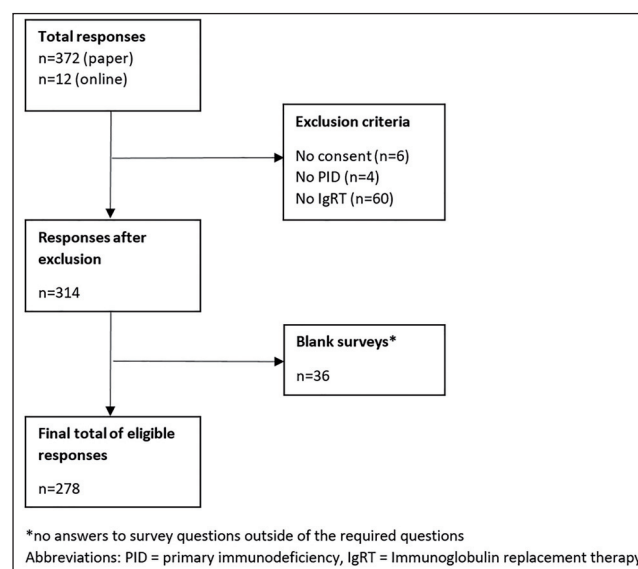 Total responses
n=372 (paper)
n=12 (online)
Exclusion criteria
No consent (n=6)
No PID (n=4)
No IgRT (n=60)
Responses after
exclusion
n=314
Blank surveys*
n=36
Final total of eligible
responses
n=278
*no answers to survey questions outside of the required questions
Abbreviations: PID = primary immunodeficiency, IgRT = Immunoglobulin replacement therapy